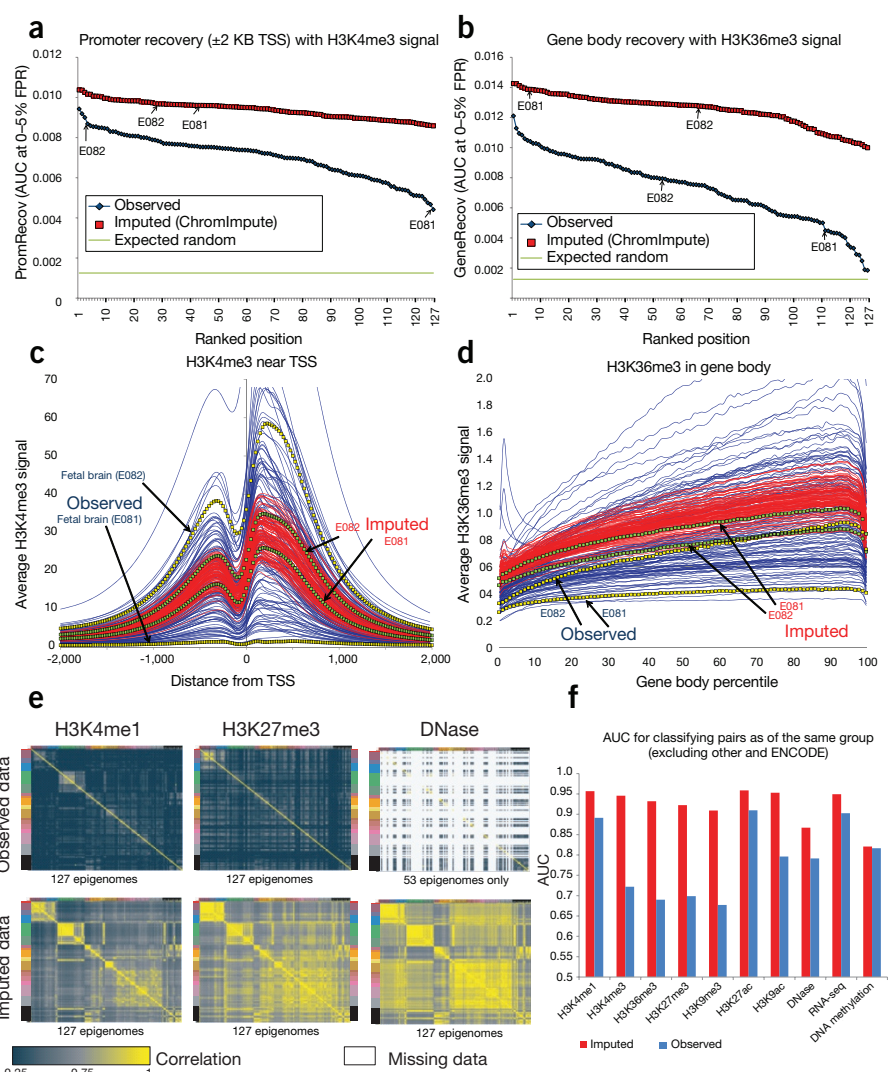 a
Promoter recovery (±2 KB TSS) with H3K4me3 signal
PromRecov (AUC at 0–5% FPR)
0.012
0.010
0.008
0.006
0.004
0.002
0
E082
E081
E082
E081
Observed
Imputed (ChromImpute)
Expected random
1 10 20 30 40 50 60 70 80 90 100 110 120 127
Ranked position
b
Gene body recovery with H3K36me3 signal
GeneRecov (AUC at 0–5% FPR)
0.016
0.014
0.012
0.010
0.008
0.006
0.004
0.002
E081
E082
E082
E081
Observed
Imputed (ChromImpute)
Expected random
1 10 20 30 40 50 60 70 80 90 100 110 120 127
Ranked position
c
H3K4me3 near TSS
Average H3K4me3 signal
70
60
50
40
30
20
10
0
Fetal brain (E082)
Observed
Fetal brain (E081)
E082 Imputed
E081
-2,000 -1,000 0 1,000 2,000
Distance from TSS
d
H3K36me3 in gene body
Average H3K36me3 signal
2.0
1.8
1.6
1.4
1.2
1.0
08
06
04
0.2
0
E082 E081
Observed
E081
E082
Imputed
0 10 20 30 40 50 60 70 80 90 100
Gene body percentile
e
H3K4me1 H3K27me3 DNase
Observed data
127 epigenomes 127 epigenomes 53 epigenomes only
Imputed data
127 epigenomes 127 epigenomes 127 epigenomes
Correlation
0.25 0.75 1
Missing data
f
AUC for classifying pairs as of the same group
(excluding other and ENCODE)
AUC
1.0
0.95
0.9
0.85
0.8
0.75
0.7
0.65
0.6
0.55
0.5
H3K4me1 H3K4me3 H3K36me3 H3K27me3 H3K9me3 H3K27ac H3K9ac DNase RNA-seq DNA methylation
Imputed Observed